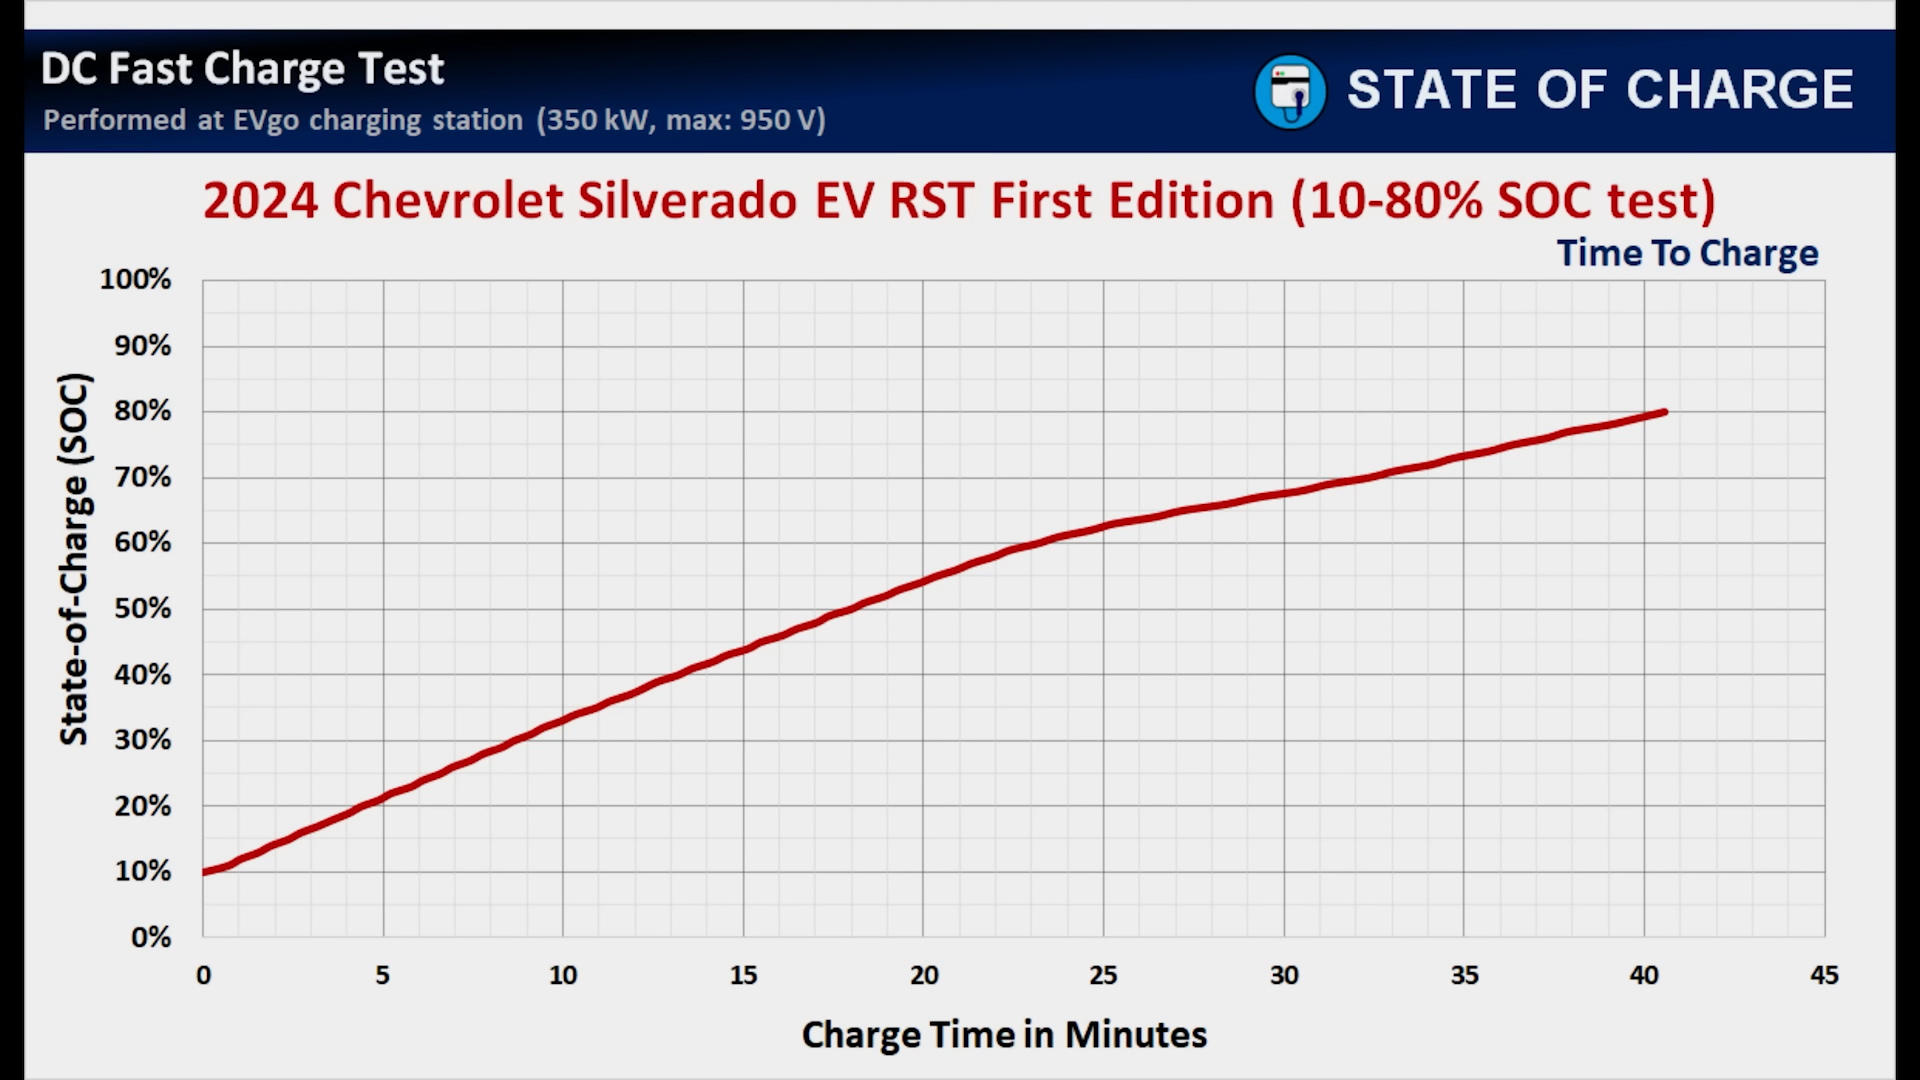 DC Fast Charge Test
Performed at EVgo charging station (350 kW, max: 950 V)
STATE OF CHARGE
2024 Chevrolet Silverado EV RST First Edition (10-80% SOC test)
Time To Charge
State-of-Charge (SOC)
100%
90%
80%
70%
60%
50%
40%
30%
20%
10%
0%
0 5 10 15 20 25 30 35 40 45
Charge Time in Minutes